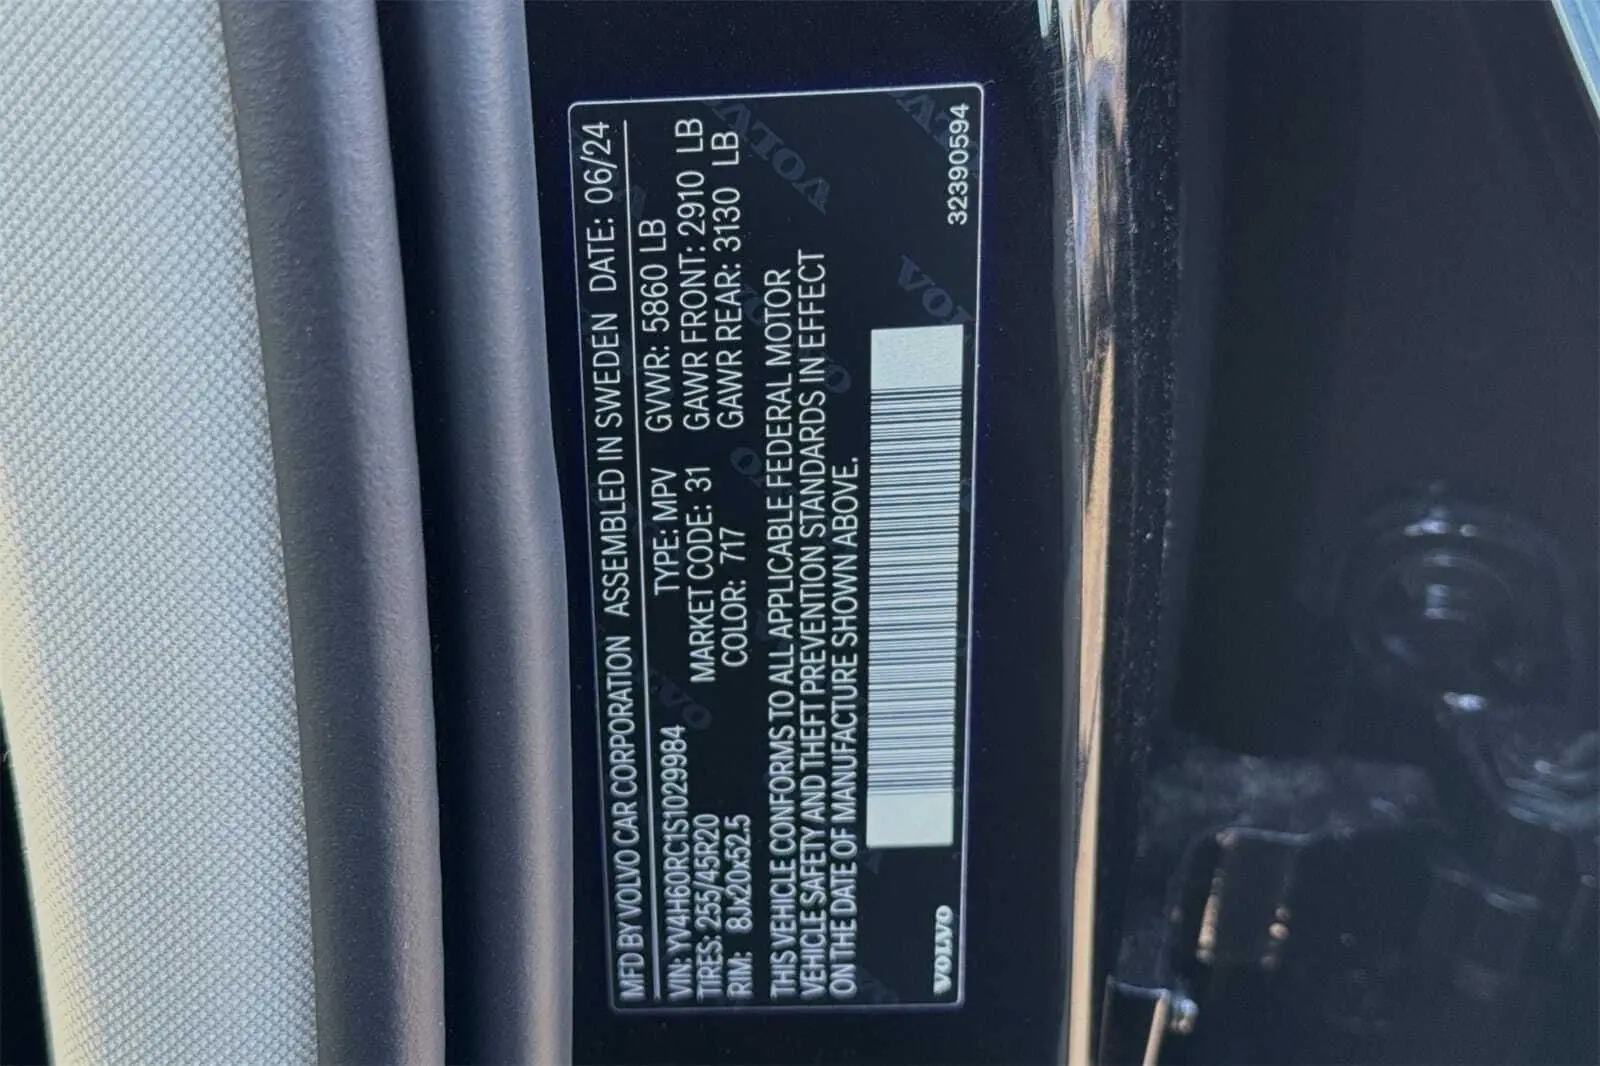 MFD BY VOLVO CAR CORPORATION ASSEMBLED IN SWEDEN DATE: 06/24
VIN: YV4H60RC1S1029984 TYPE: MPV GVWR: 5860 LB
TIRES: 255/45R20 MARKET CODE: 31 GAWR FRONT: 2910 LB
RIM: 8Jx20x52.5 COLOR: 717 GAWR REAR: 3130 LB
THIS VEHICLE CONFORMS TO ALL APPLICABLE FEDERAL MOTOR
VEHICLE SAFETY AND THEFT PREVENTION STANDARDS IN EFFECT
ON THE DATE OF MANUFACTURE SHOWN ABOVE.
VOLVO 32390594